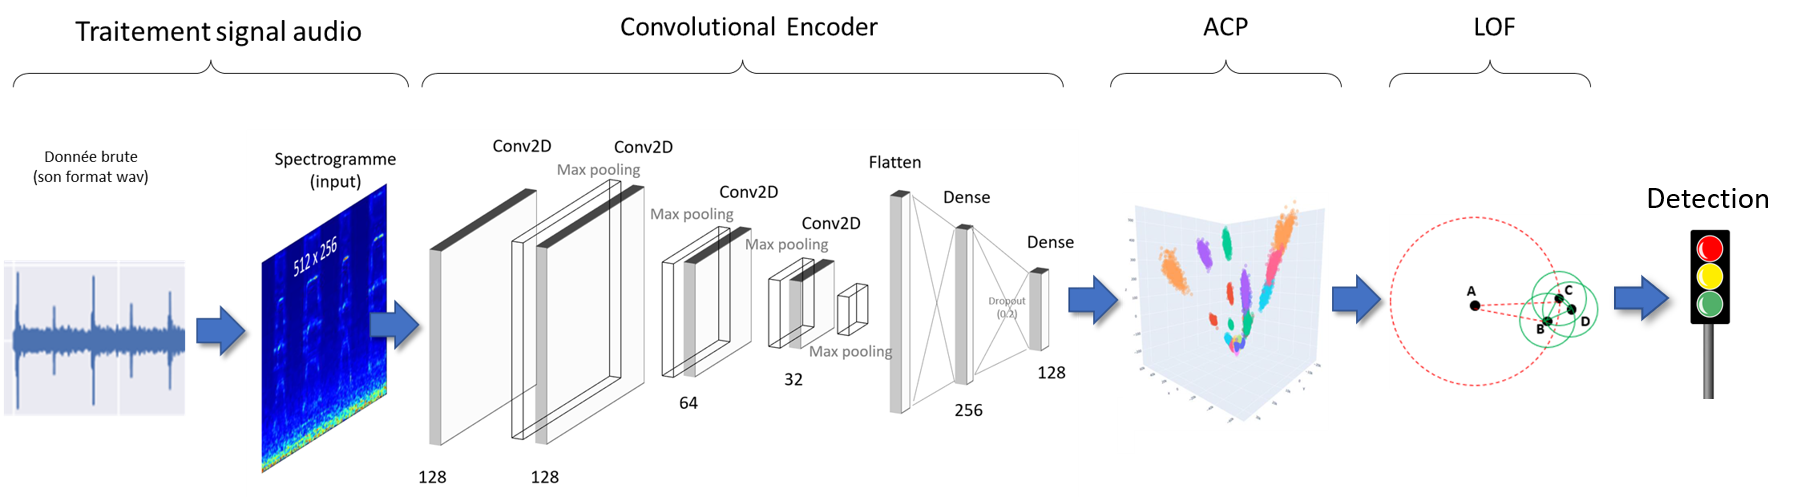 Traitement signal audio
Convolutional Encoder
ACP
LOF
Donnée brute
(son format wav)
Spectrogramme
(input)
512 x 256
Conv2D
Max pooling
Conv2D
Max pooling
Conv2D
Max pooling
Conv2D
Max pooling
Flatten
Dense
Dropout
(0.2)
Dense
128
128
64
32
256
128
A
B
C
D
Detection